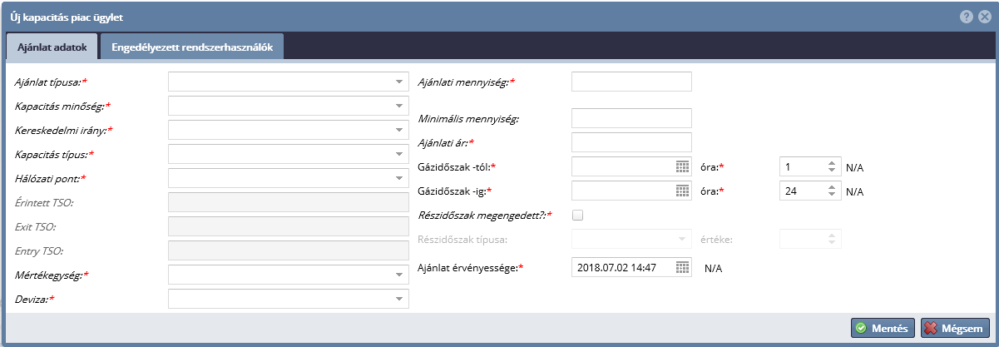 Új kapacitás piac ügylet
Ajánlat adatok
Engedélyezett rendszerhasználók
Ajánlat típusa:*
Kapacitás minőség:*
Kereskedelmi irány:*
Kapacitás típus:*
Hálózati pont:*
Érintett TSO:
Exit TSO:
Entry TSO:
Mértékegység:*
Deviza:*
Ajánlati mennyiség:*
Minimális mennyiség:
Ajánlati ár:*
Gázidőszak -tól:* óra:* 1 N/A
Gázidőszak -ig:* óra:* 24 N/A
Részidőszak megengedett?:*
Részidőszak típusa: értéke:
Ajánlat érvényessége:* 2018.07.02 14:47 N/A
Mentés
Mégsem